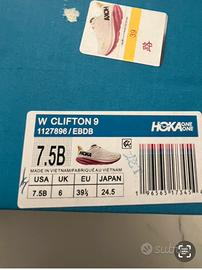 39
W CLIFTON 9
1127896 / EBDB
HOKA ONE ONE
7.5B
MADE IN VIETNAM/FABRIQUÉ AU VIETNAM
USA UK EU JAPAN
7.5B 6 39⅓ 24.5
subito